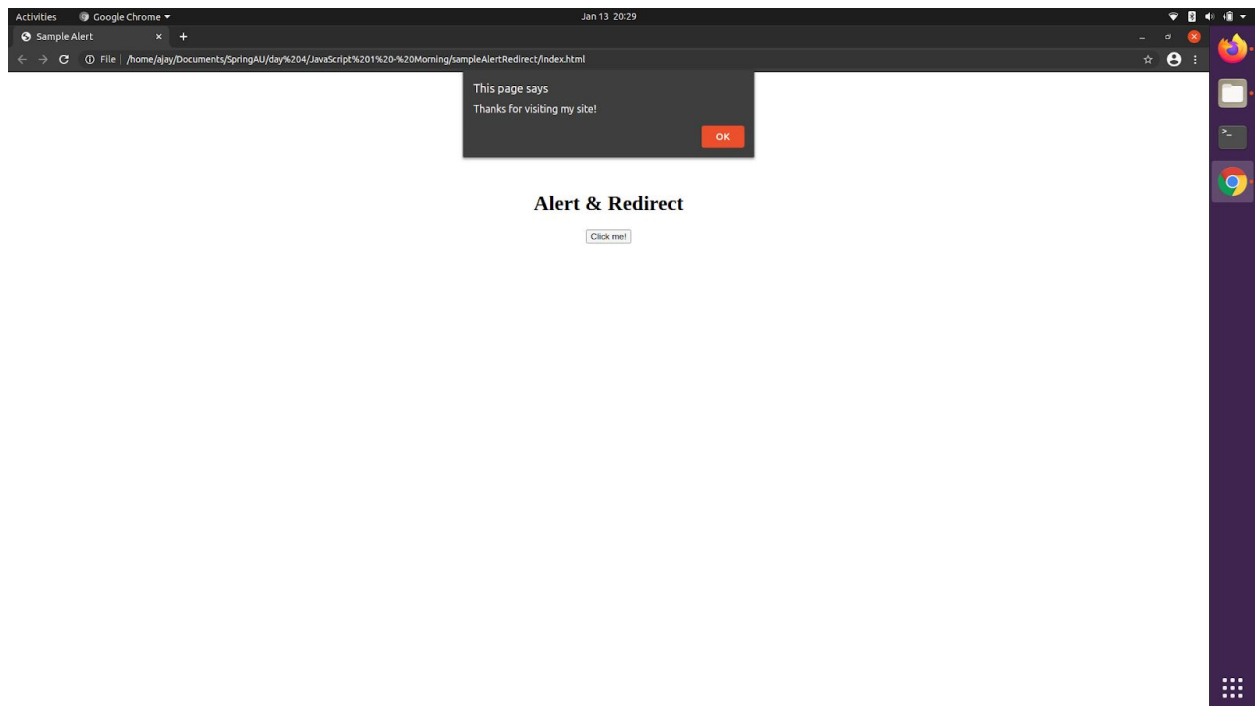 Activities Google Chrome Jan 13 20:29
Sample Alert × +
File | /home/ajay/Documents/SpringAU/day%204/JavaScript%201%20-%20Morning/sampleAlertRedirect/index.html
This page says
Thanks for visiting my site!
OK
Alert & Redirect
Click me!